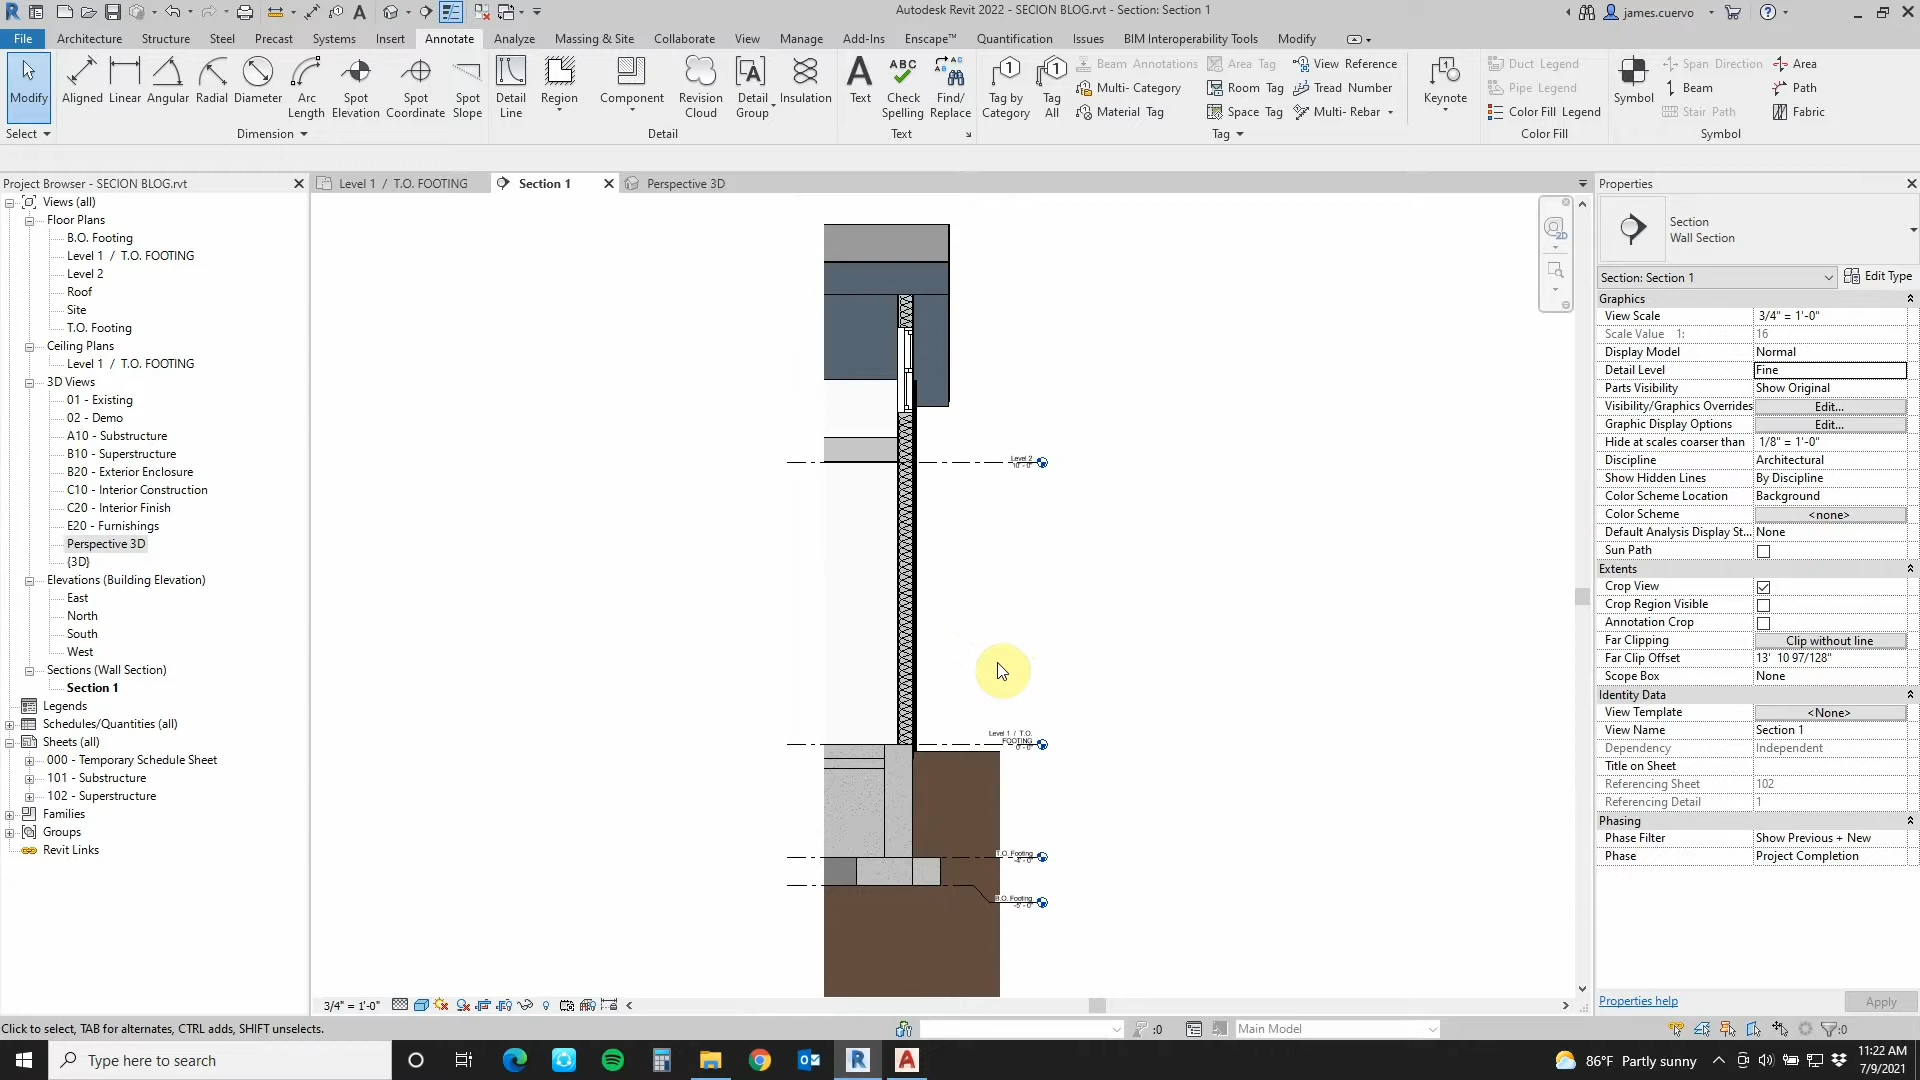 Autodesk Revit 2022 - SECION BLOG.rvt - Section: Section 1
james.cuervo
File Architecture Structure Steel Precast Systems Insert Annotate Analyze Massing & Site Collaborate View Manage Add-Ins Enscape™ Quantification Issues BIM Interoperability Tools Modify
Modify Aligned Linear Angular Radial Diameter Arc Length Spot Elevation Spot Coordinate Spot Slope
Detail Line Region Component Revision Cloud Detail Group Insulation
Text Check Spelling Find/ Replace
Tag by Category Tag All
Beam Annotations Area Tag View Reference
Multi- Category Room Tag Tread Number
Material Tag Space Tag Multi- Rebar
Keynote
Duct Legend
Pipe Legend
Color Fill Legend
Symbol
Span Direction Area
Beam Path
Stair Path Fabric
Select Dimension Detail Text Tag Color Fill Symbol
Project Browser - SECION BLOG.rvt
Views (all)
Floor Plans
B.O. Footing
Level 1 / T.O. FOOTING
Level 2
Roof
Site
T.O. Footing
Ceiling Plans
Level 1 / T.O. FOOTING
3D Views
01 - Existing
02 - Demo
A10 - Substructure
B10 - Superstructure
B20 - Exterior Enclosure
C10 - Interior Construction
C20 - Interior Finish
E20 - Furnishings
Perspective 3D
{3D}
Elevations (Building Elevation)
East
North
South
West
Sections (Wall Section)
Section 1
Legends
Schedules/Quantities (all)
Sheets (all)
000 - Temporary Schedule Sheet
101 - Substructure
102 - Superstructure
Families
Groups
Revit Links
Level 1 / T.O. FOOTING
Section 1
Perspective 3D
2D
Level 2
10' - 0"
Level 1 / T.O.
FOOTING
0' - 0"
T.O. Footing
-4' - 0"
B.O. Footing
-5' - 0"
Properties
Section
Wall Section
Section: Section 1 Edit Type
Graphics
View Scale 3/4" = 1'-0"
Scale Value 1: 16
Display Model Normal
Detail Level Fine
Parts Visibility Show Original
Visibility/Graphics Overrides Edit...
Graphic Display Options Edit...
Hide at scales coarser than 1/8" = 1'-0"
Discipline Architectural
Show Hidden Lines By Discipline
Color Scheme Location Background
Color Scheme <none>
Default Analysis Display St... None
Sun Path
Extents
Crop View
Crop Region Visible
Annotation Crop
Far Clipping Clip without line
Far Clip Offset 13' 10 97/128"
Scope Box None
Identity Data
View Template <None>
View Name Section 1
Dependency Independent
Title on Sheet
Referencing Sheet 102
Referencing Detail 1
Phasing
Phase Filter Show Previous + New
Phase Project Completion
Properties help Apply
3/4" = 1'-0"
Click to select, TAB for alternates, CTRL adds, SHIFT unselects.
:0
Main Model
:0
Type here to search
86°F Partly sunny
11:22 AM
7/9/2021